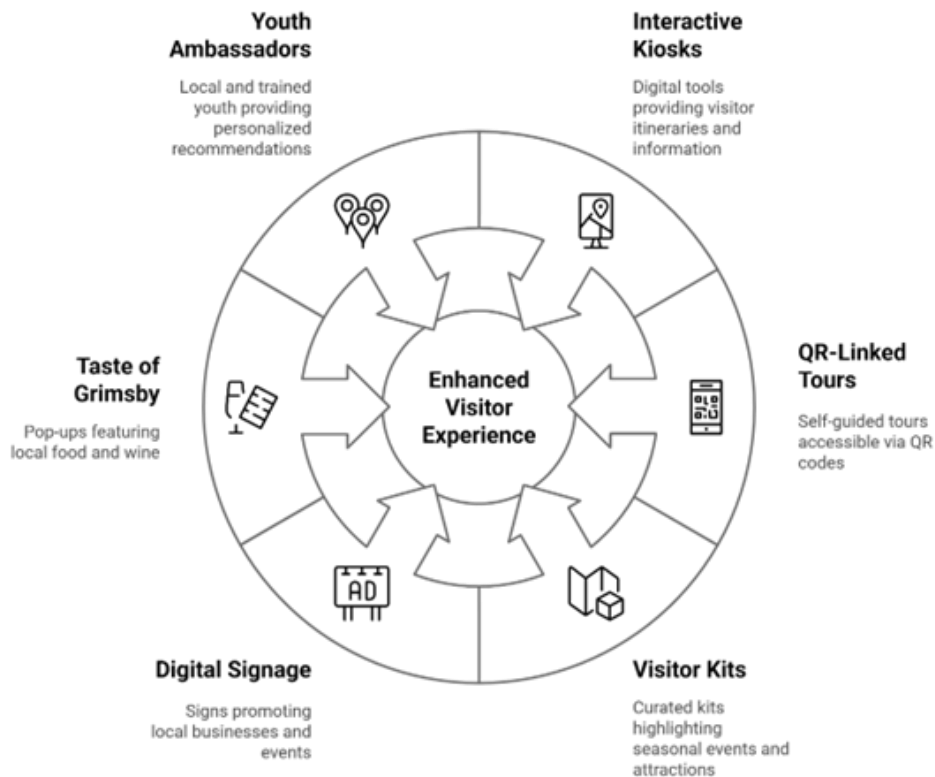 Youth
Ambassadors
Local and trained
youth providing
personalized
recommendations
Interactive
Kiosks
Digital tools
providing visitor
itineraries and
information
Taste of
Grimsby
Pop-ups featuring
local food and wine
Enhanced
Visitor
Experience
QR-Linked
Tours
Self-guided tours
accessible via QR
codes
AD
Digital Signage
Signs promoting
local businesses and
events
Visitor Kits
Curated kits
highlighting
seasonal events and
attractions